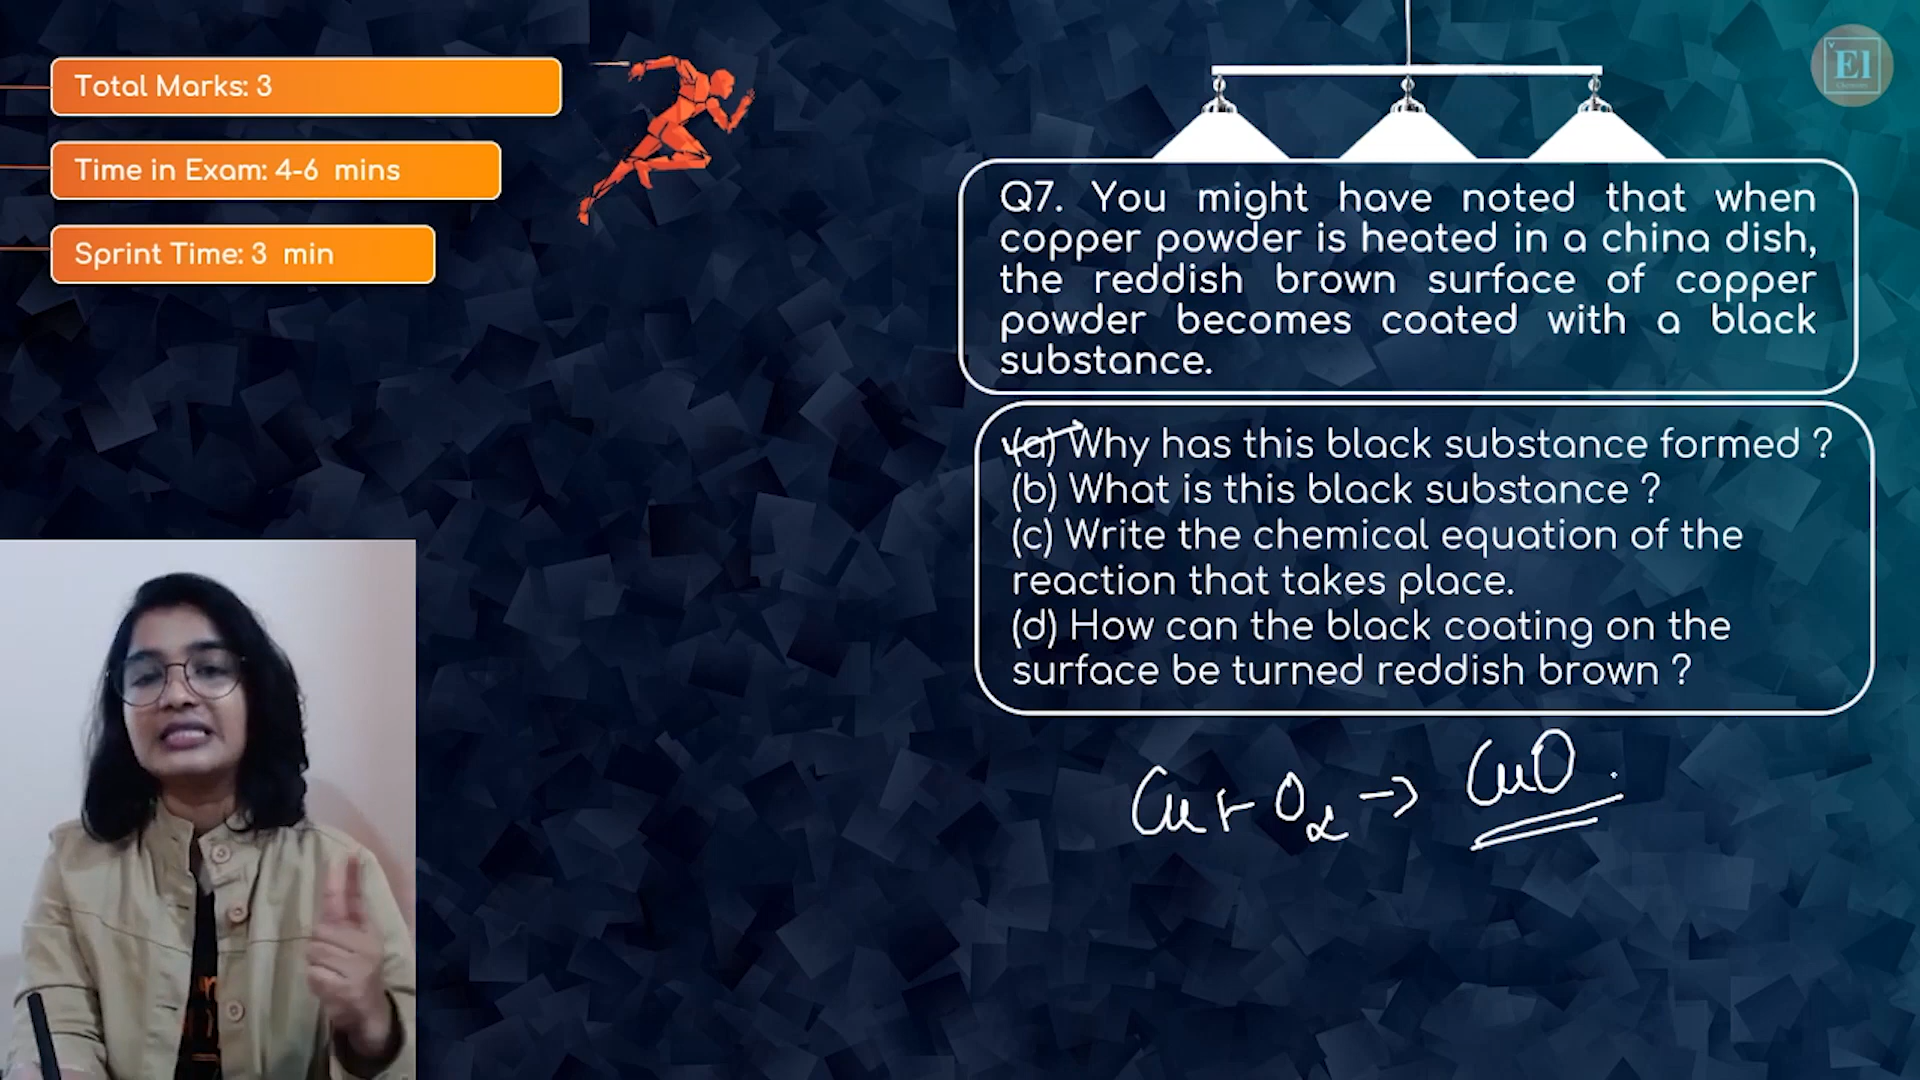 Total Marks: 3
Time in Exam: 4-6 mins
Sprint Time: 3 min
El
Chemistry
Q7. You might have noted that when
copper powder is heated in a china dish,
the reddish brown surface of copper
powder becomes coated with a black
substance.
(a) Why has this black substance formed ?
(b) What is this black substance ?
(c) Write the chemical equation of the
reaction that takes place.
(d) How can the black coating on the
surface be turned reddish brown ?
Cu + O₂ → CuO